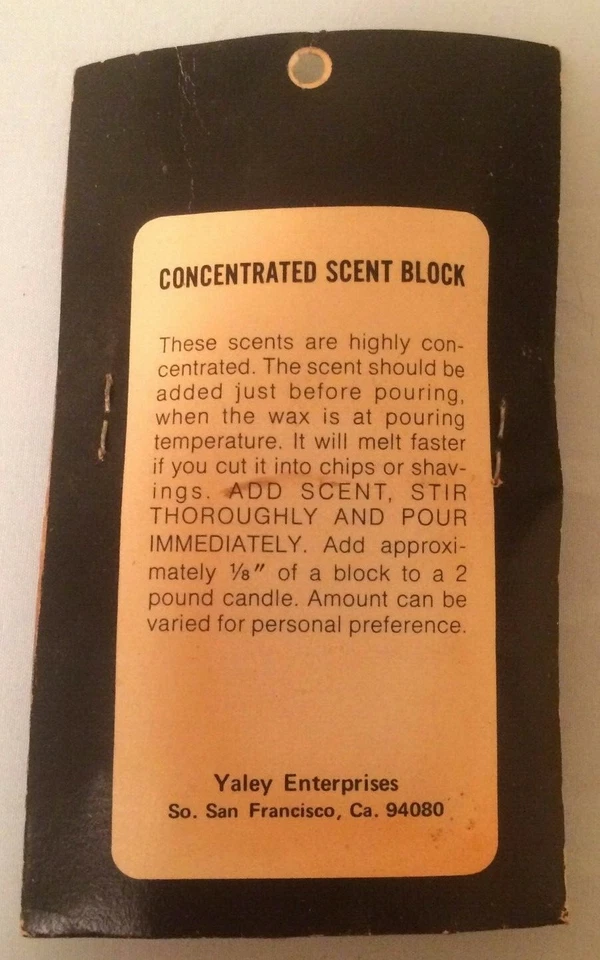 CONCENTRATED SCENT BLOCK
These scents are highly con-
centrated. The scent should be
added just before pouring,
when the wax is at pouring
temperature. It will melt faster
if you cut it into chips or shav-
ings. ADD SCENT, STIR
THOROUGHLY AND POUR
IMMEDIATELY. Add approxi-
mately ⅛" of a block to a 2
pound candle. Amount can be
varied for personal preference.
Yaley Enterprises
So. San Francisco, Ca. 94080